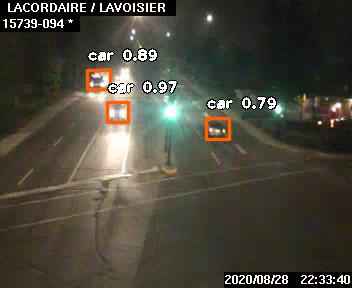 LACORDAIRE / LAVOISIER
15739-094 *
car 0.89
car 0.97
car 0.79
2020/08/28 22:33:40